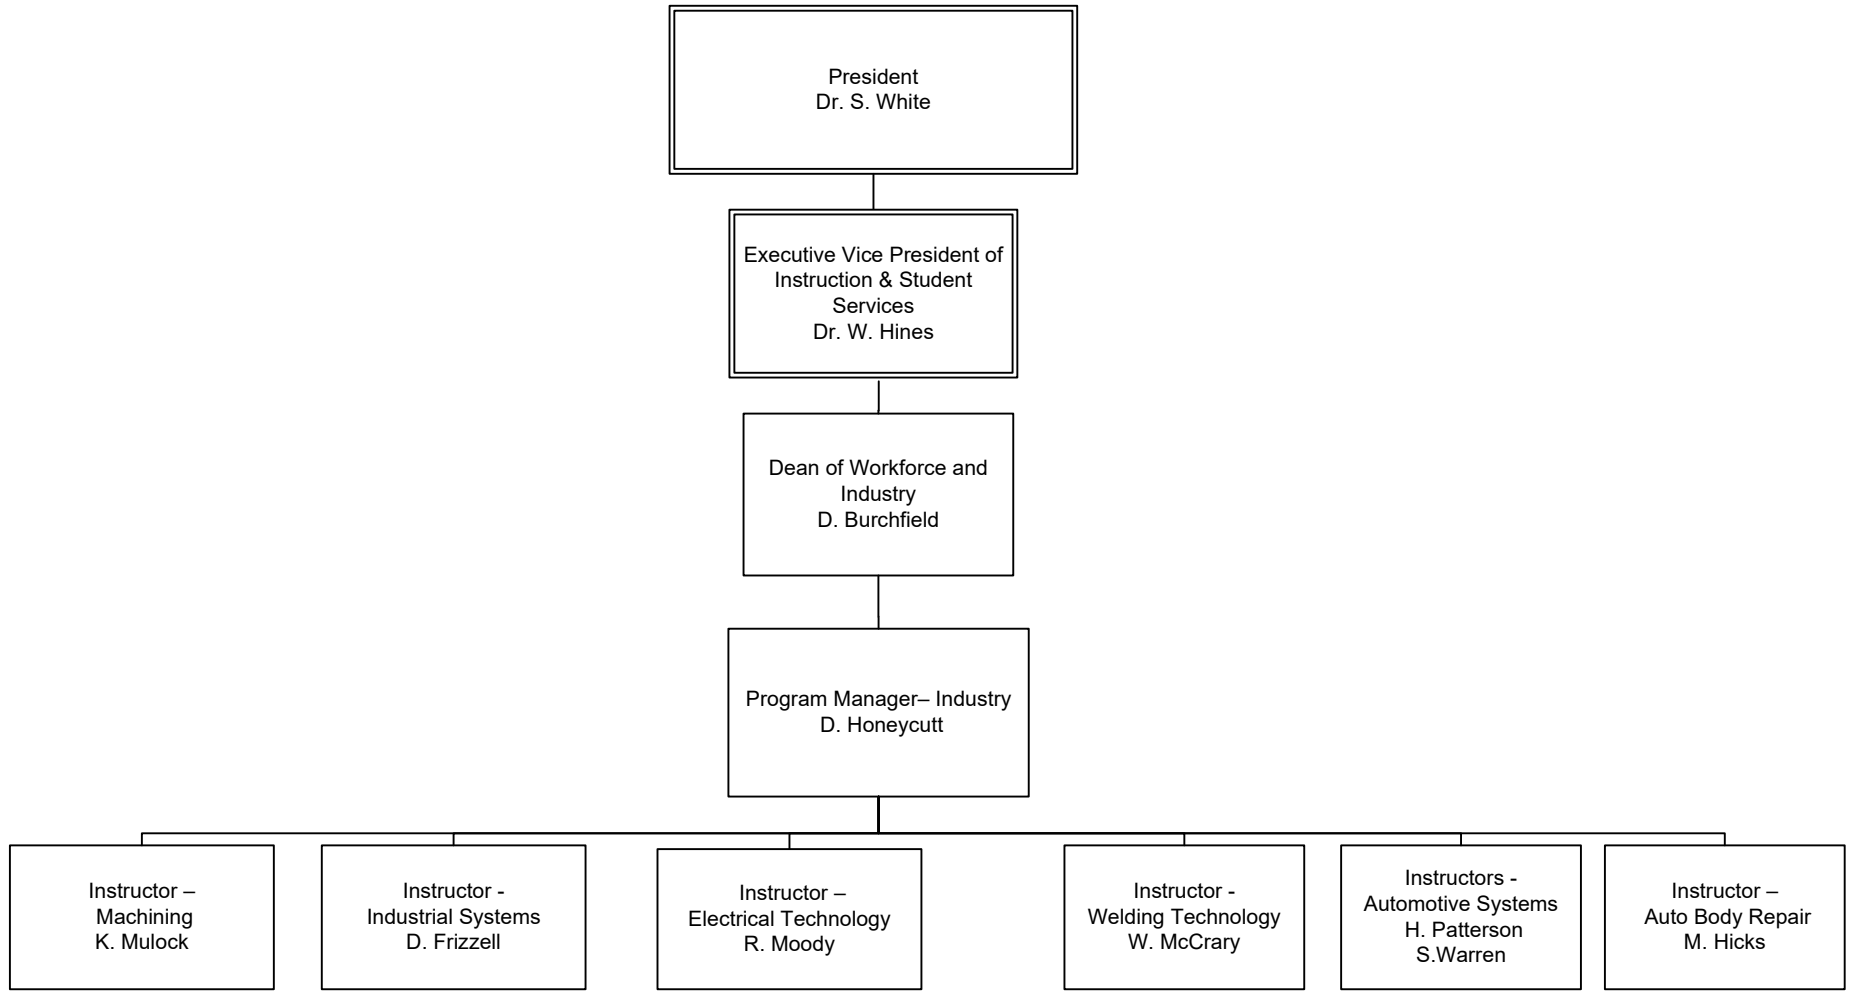 President
Dr. S. White
Executive Vice President of
Instruction & Student
Services
Dr. W. Hines
Dean of Workforce and
Industry
D. Burchfield
Program Manager– Industry
D. Honeycutt
Instructor –
Machining
K. Mulock
Instructor -
Industrial Systems
D. Frizzell
Instructor –
Electrical Technology
R. Moody
Instructor -
Welding Technology
W. McCrary
Instructors -
Automotive Systems
H. Patterson
S.Warren
Instructor –
Auto Body Repair
M. Hicks